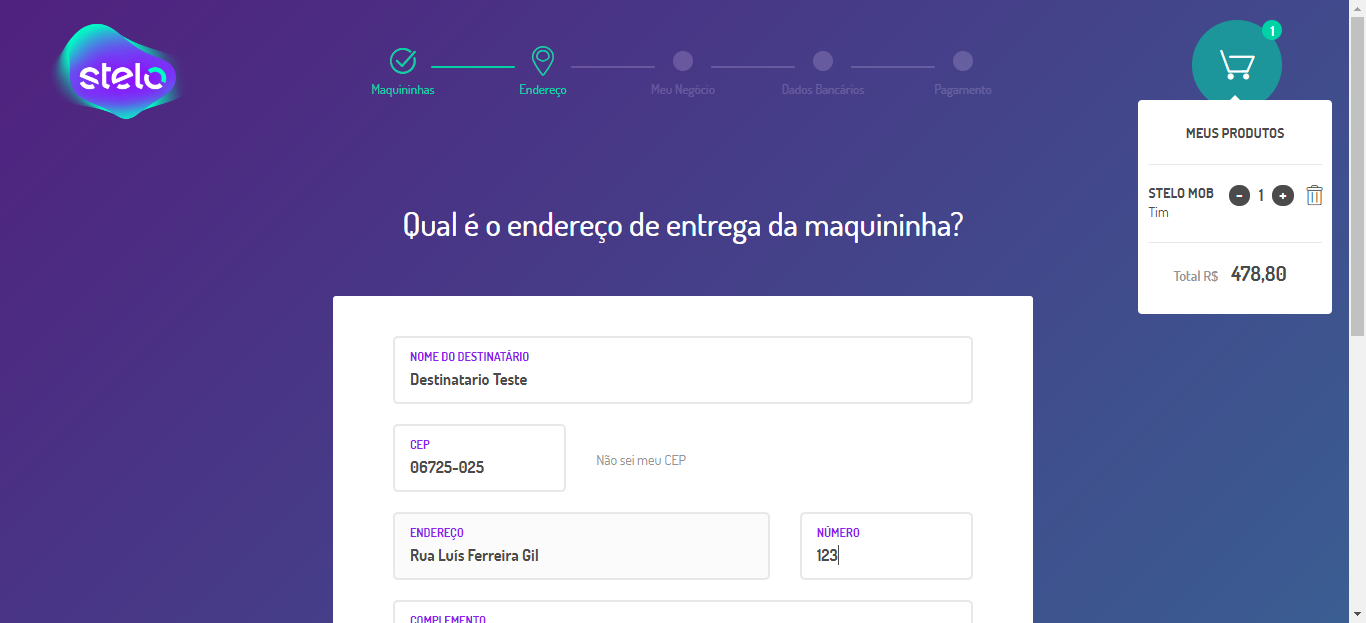 stelo
Maquininhas
Endereço
Meu Negócio
Dados Bancários
Pagamento
1
MEUS PRODUTOS
STELO MOB
- 1 +
Tim
Total R$ 478,80
Qual é o endereço de entrega da maquininha?
NOME DO DESTINATÁRIO
Destinatario Teste
CEP
06725-025
Não sei meu CEP
ENDEREÇO
Rua Luís Ferreira Gil
NÚMERO
123
COMPLEMENTO